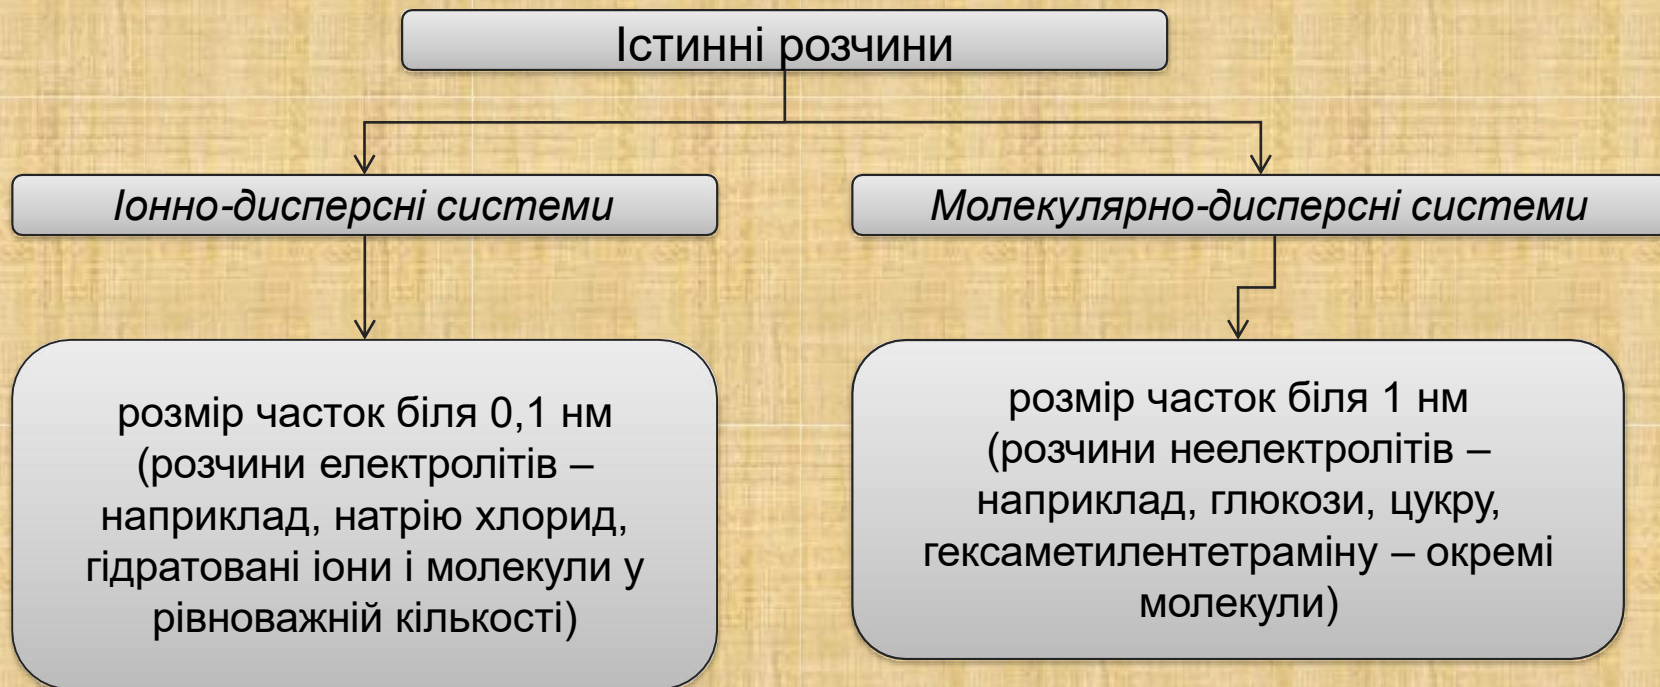 Істинні розчини
Іонно-дисперсні системи
Молекулярно-дисперсні системи
розмір часток біля 0,1 нм
(розчини електролітів –
наприклад, натрію хлорид,
гідратовані іони і молекули у
рівноважній кількості)
розмір часток біля 1 нм
(розчини неелектролітів –
наприклад, глюкози, цукру,
гексаметилентетраміну – окремі
молекули)